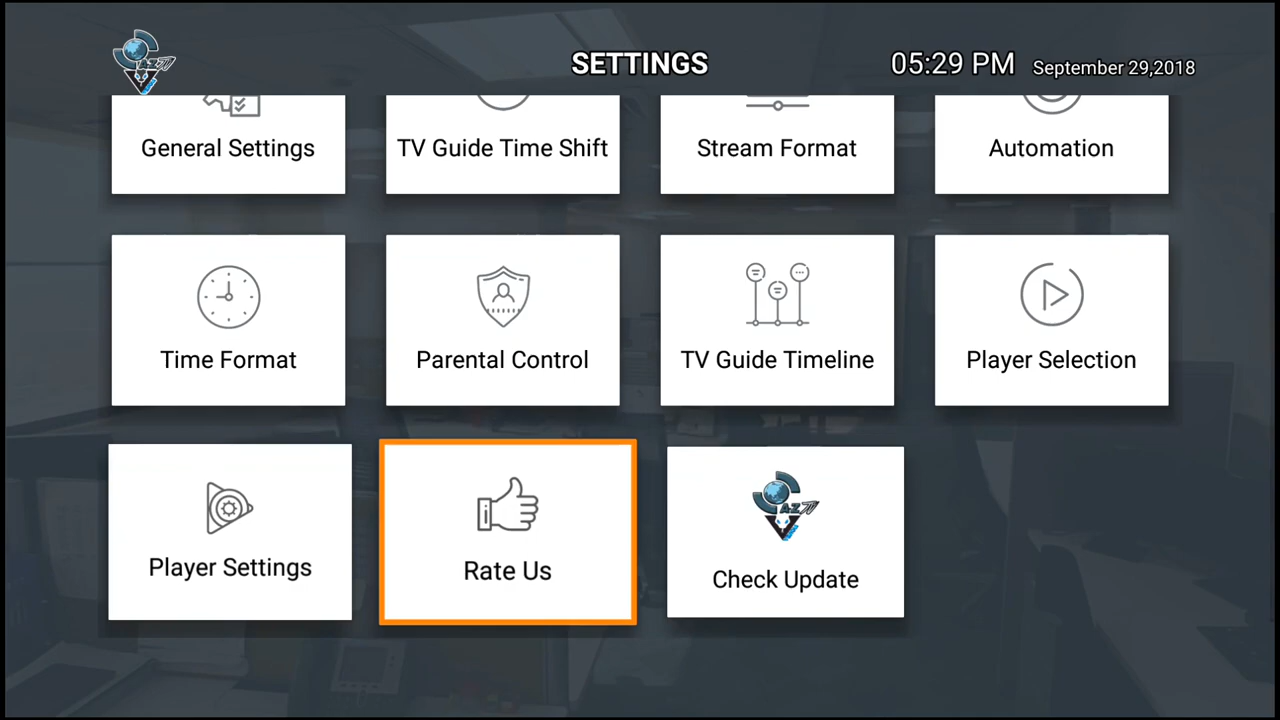 SETTINGS
05:29 PM September 29,2018
General Settings
TV Guide Time Shift
Stream Format
Automation
Time Format
Parental Control
TV Guide Timeline
Player Selection
Player Settings
Rate Us
AZ
Check Update